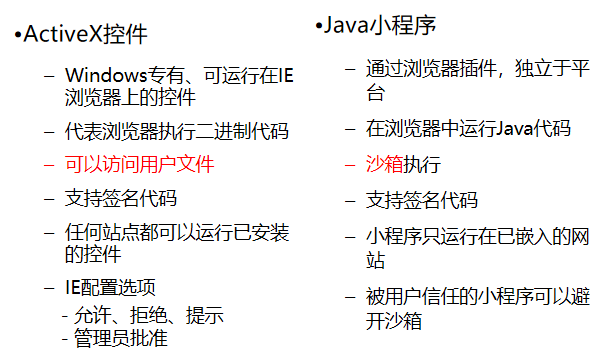 •ActiveX控件
– Windows专有、可运行在IE
浏览器上的控件
– 代表浏览器执行二进制代码
– 可以访问用户文件
– 支持签名代码
– 任何站点都可以运行已安装
的控件
– IE配置选项
- 允许、拒绝、提示
- 管理员批准
•Java小程序
– 通过浏览器插件，独立于平
台
– 在浏览器中运行Java代码
– 沙箱执行
– 支持签名代码
– 小程序只运行在已嵌入的网
站
– 被用户信任的小程序可以避
开沙箱